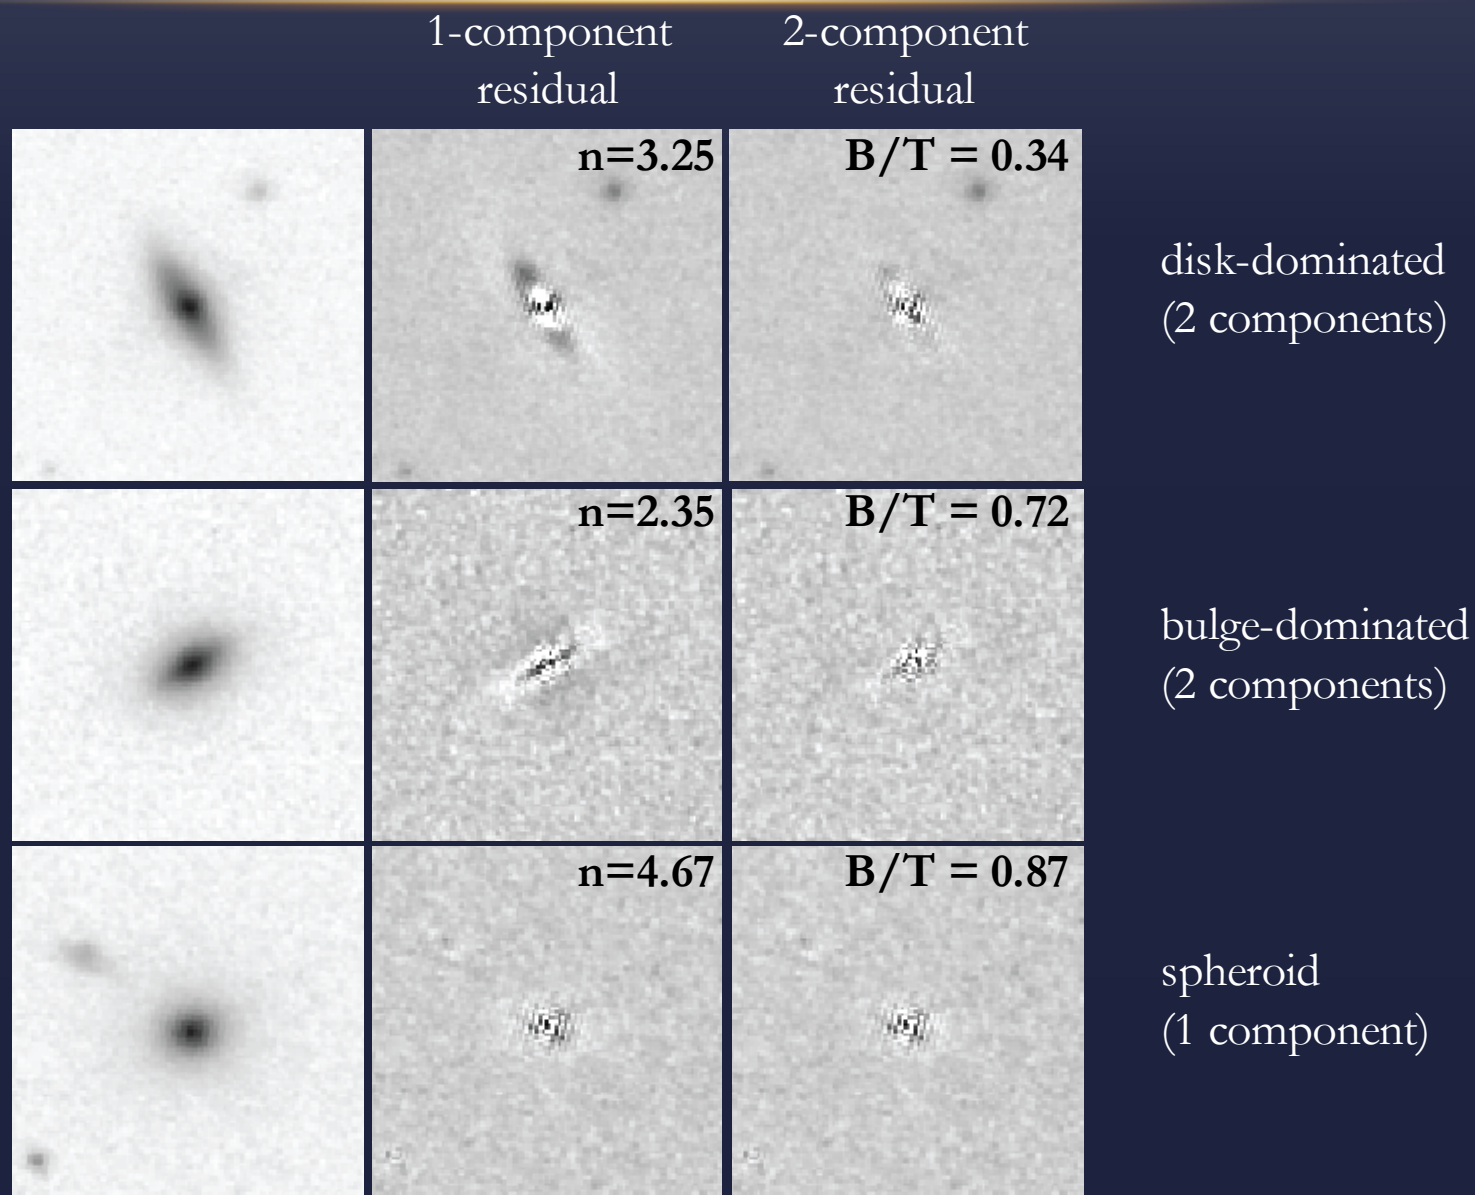 1-component
residual
2-component
residual
n=3.25
B/T = 0.34
disk-dominated
(2 components)
n=2.35
B/T = 0.72
bulge-dominated
(2 components)
n=4.67
B/T = 0.87
spheroid
(1 component)